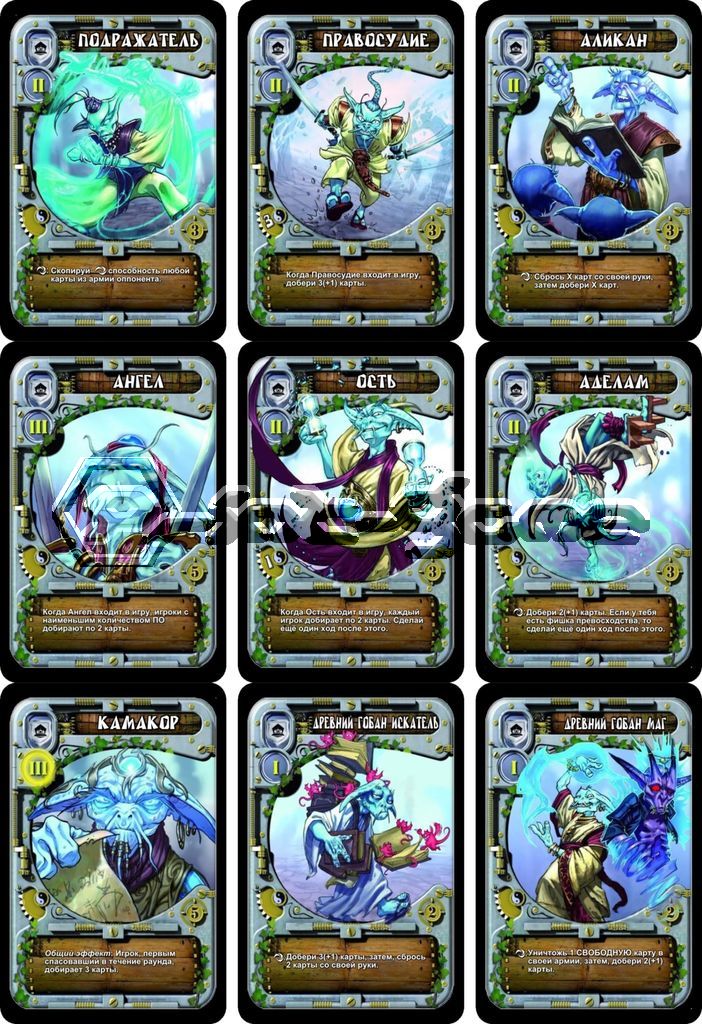 ПОДРАЖАТЕЛЬ
II
3
Скопируй способность любой
карты из армии оппонента.
ПРАВОСУДИЕ
II
3
3
Когда Правосудие входит в игру,
добери 3(+1) карты.
АЛИКАН
II
3
Сбрось X карт со своей руки,
затем добери X карт.
АНГЕЛ
III
5
Когда Ангел входит в игру, игроки с
наименьшим количеством ПО
добирают по 2 карты.
ОСТЬ
II
1
3
Когда Ость входит в игру, каждый
игрок добирает по 2 карты. Сделай
ещё один ход после этого.
АДЕЛАМ
II
3
Добери 2(+1) карты. Если у тебя
есть фишка превосходства, то
сделай ещё один ход после этого.
КАМАКОР
III
5
Общий эффект. Игрок, первым
спасовавший в течение раунда,
добирает 3 карты.
ДРЕВНИЙ ГОБАН ИСКАТЕЛЬ
I
2
Добери 3(+1) карты, затем, сбрось
2 карты со своей руки.
ДРЕВНИЙ ГОБАН МАГ
I
2
Уничтожь 1 СВОБОДНУЮ карту в
своей армии, затем, добери 2(+1)
карты.